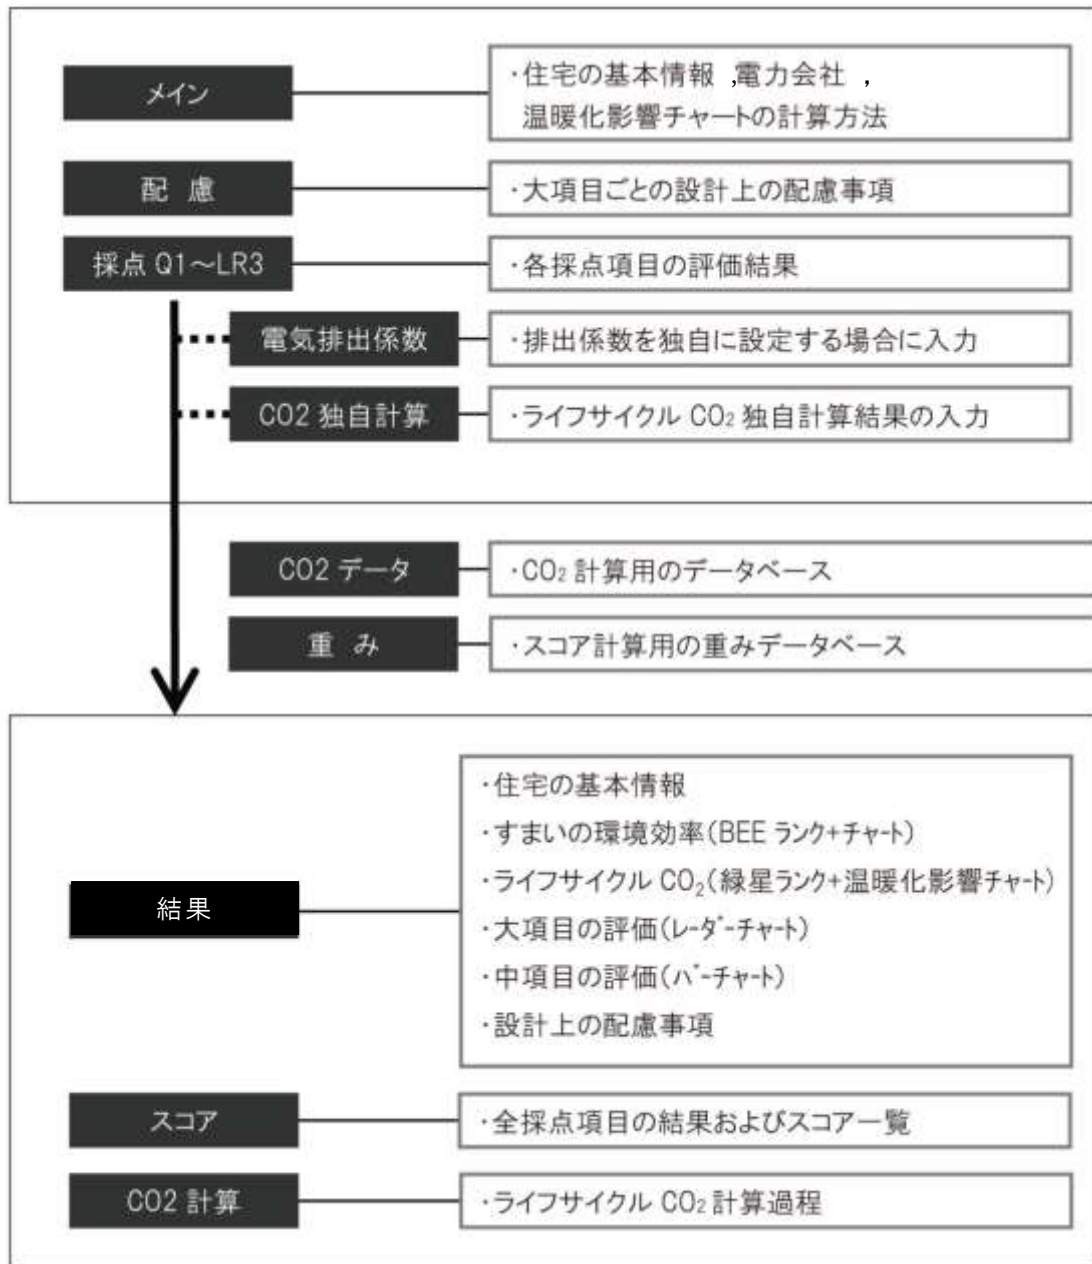 メイン
・住宅の基本情報 ,電力会社 ,
温暖化影響チャートの計算方法
配 慮
・大項目ごとの設計上の配慮事項
採点 Q1～LR3
・各採点項目の評価結果
電気排出係数
・排出係数を独自に設定する場合に入力
CO2 独自計算
・ライフサイクル CO₂ 独自計算結果の入力
CO2 データ
・CO₂ 計算用のデータベース
重 み
・スコア計算用の重みデータベース
結果
・住宅の基本情報
・すまいの環境効率(BEE ランク+チャート)
・ライフサイクル CO₂(緑星ランク+温暖化影響チャート)
・大項目の評価(レーダーチャート)
・中項目の評価(バーチャート)
・設計上の配慮事項
スコア
・全採点項目の結果およびスコア一覧
CO2 計算
・ライフサイクル CO₂ 計算過程